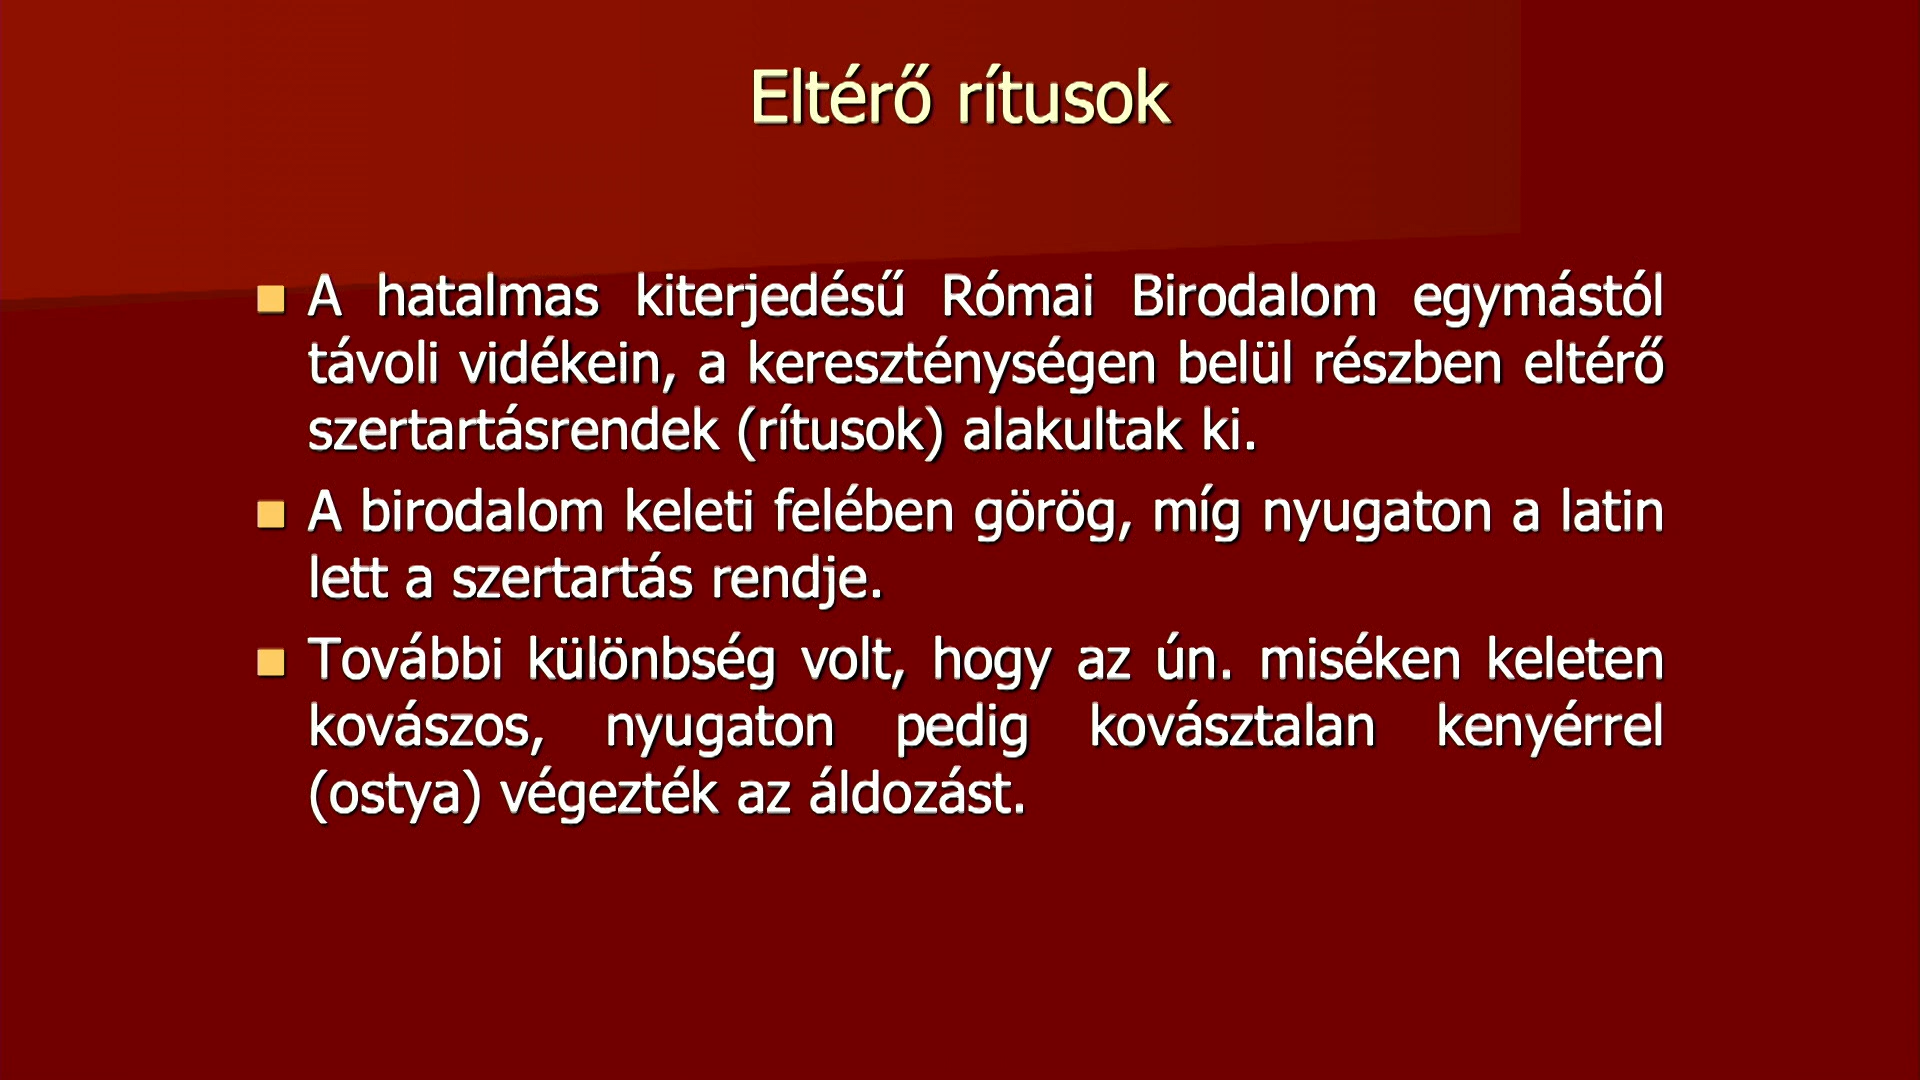 Eltérő rítusok
A hatalmas kiterjedésű Római Birodalom egymástól
távoli vidékein, a kereszténységen belül részben eltérő
szertartásrendek (rítusok) alakultak ki.
A birodalom keleti felében görög, míg nyugaton a latin
lett a szertartás rendje.
További különbség volt, hogy az ún. miséken keleten
kovászos, nyugaton pedig kovásztalan kenyérrel
(ostya) végezték az áldozást.